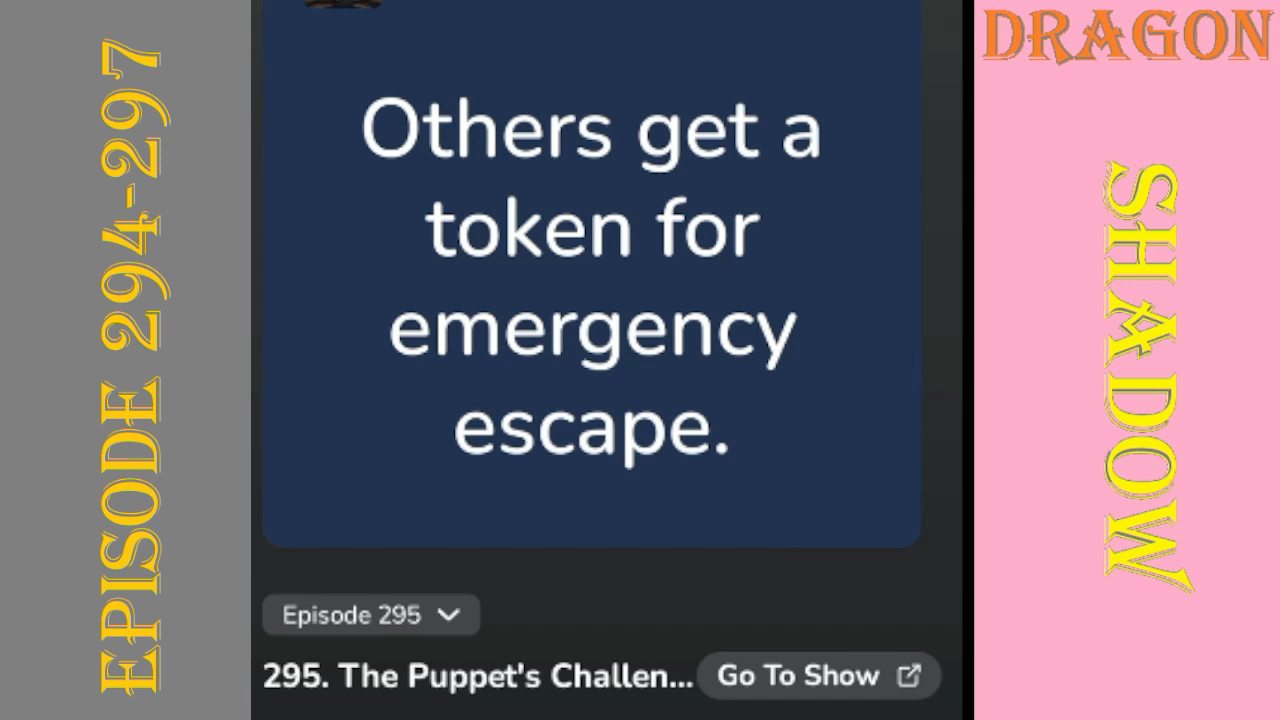 EPISODE 294-297
Others get a
token for
emergency
escape.
Episode 295
295. The Puppet's Challen...
Go To Show
DRAGON
SHADOW